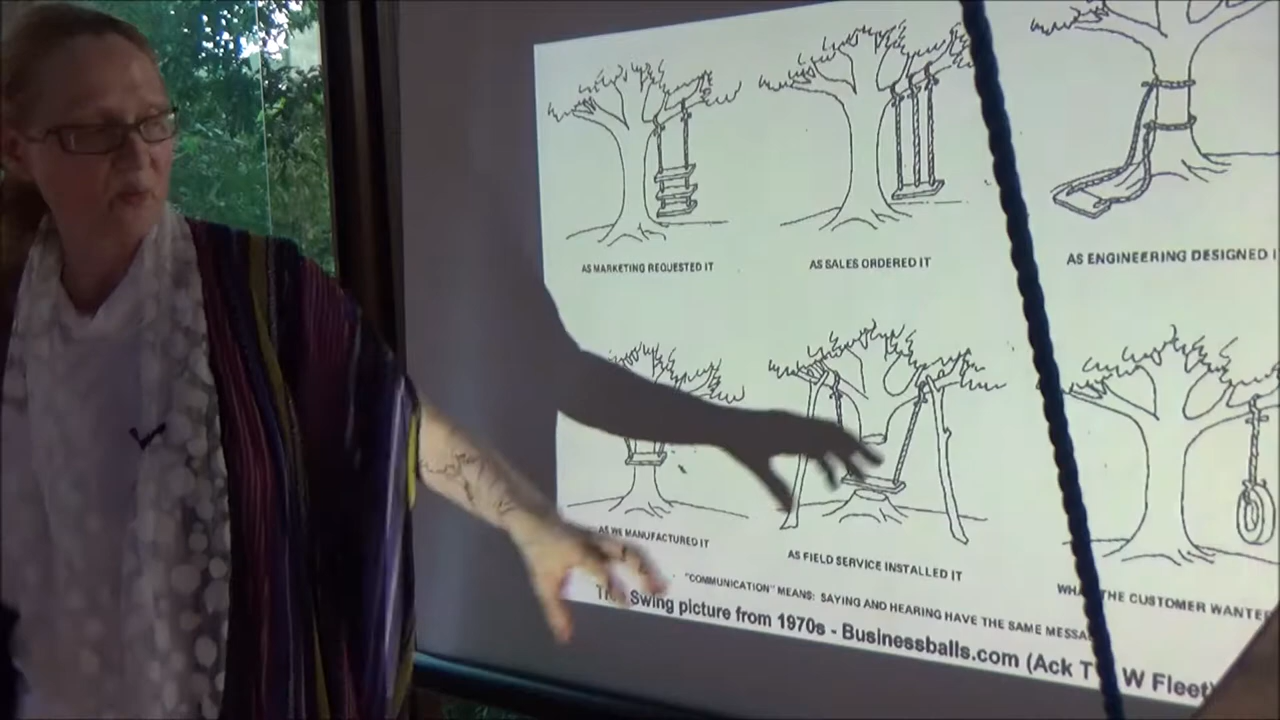 AS MARKETING REQUESTED IT
AS SALES ORDERED IT
AS ENGINEERING DESIGNED I
AS WE MANUFACTURED IT
AS FIELD SERVICE INSTALLED IT
THE CUSTOMER WANTE
"COMMUNICATION" MEANS: SAYING AND HEARING HAVE THE SAME MESSA
Swing picture from 1970s - Businessballs.com (Ack W Fleet)